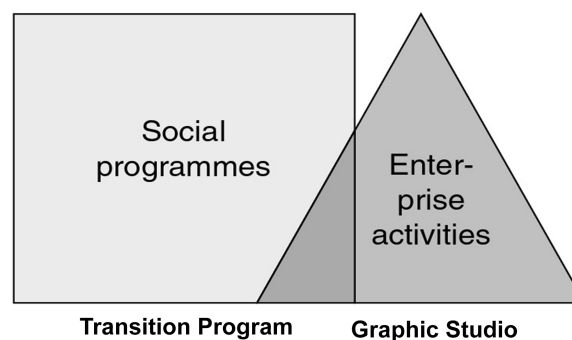 Social
programmes
Enter-
prise
activities
Transition Program
Graphic Studio